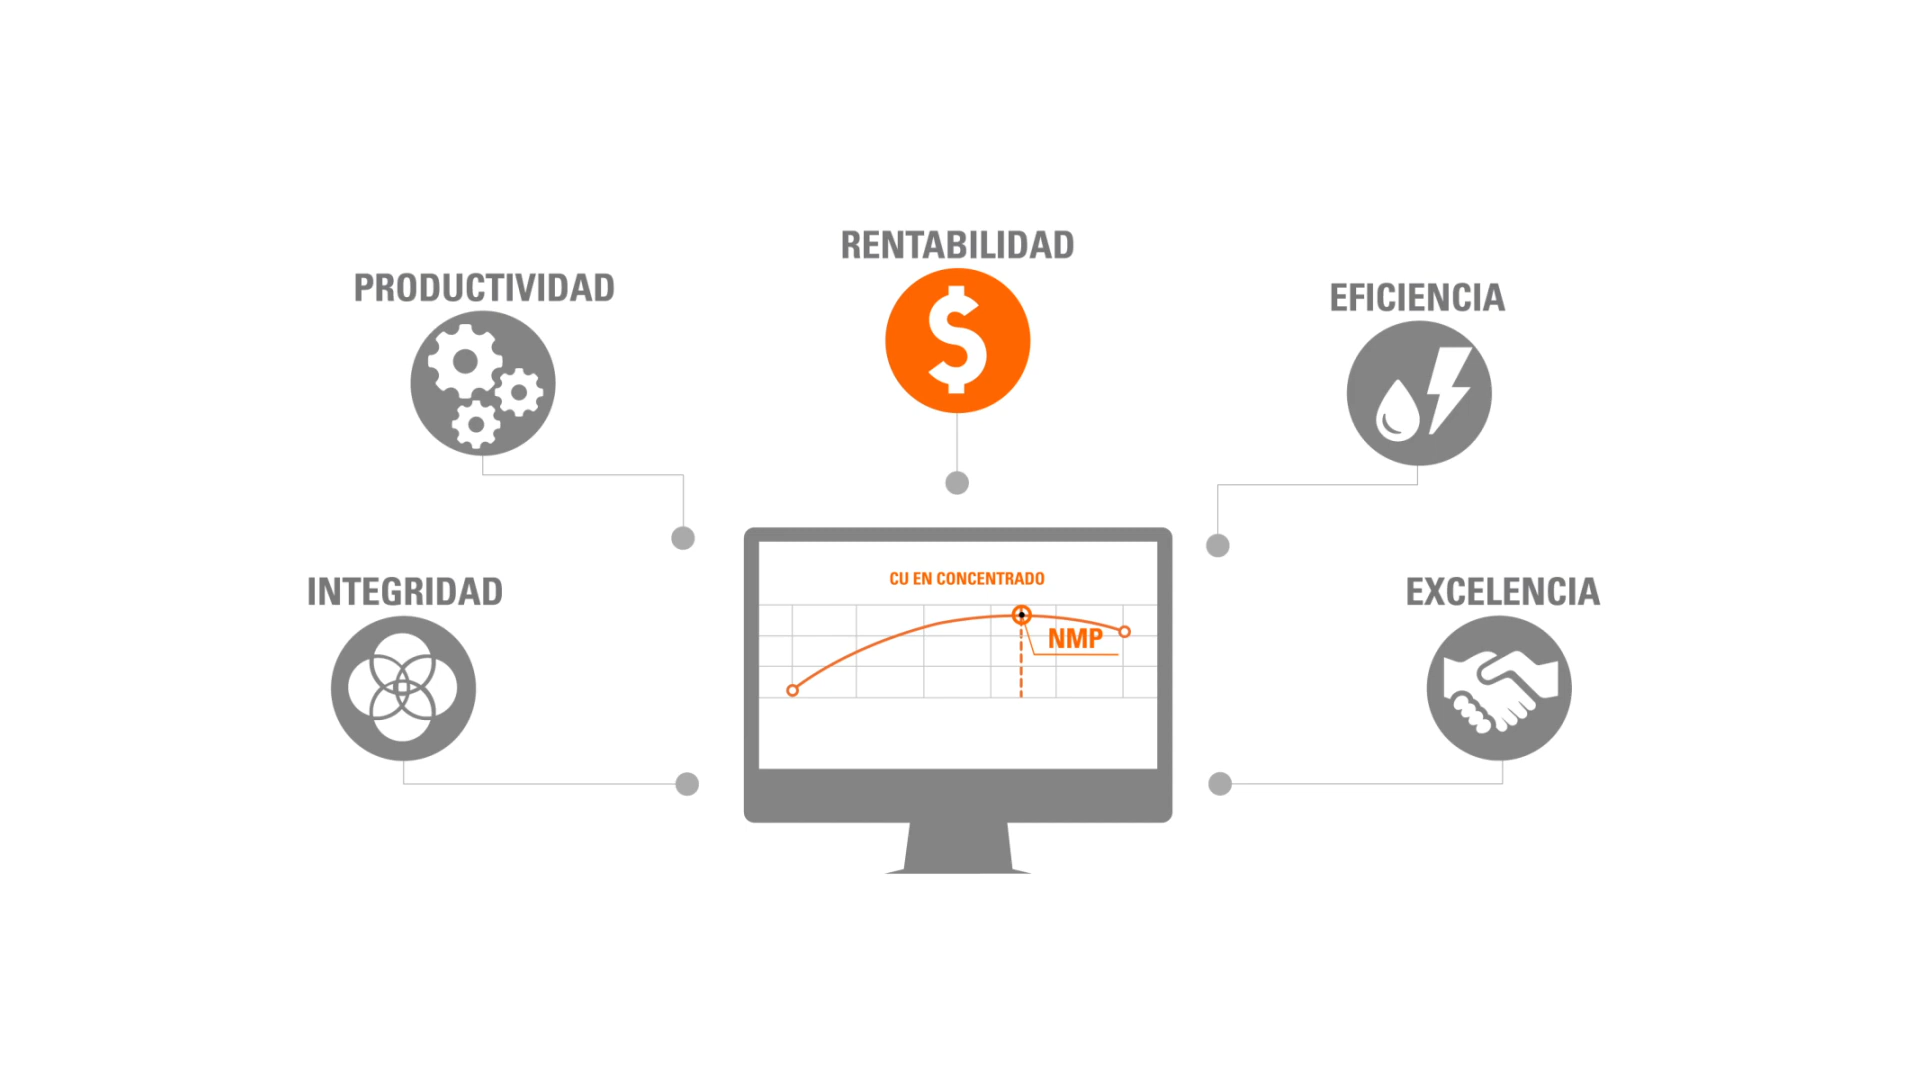 RENTABILIDAD
PRODUCTIVIDAD
EFICIENCIA
$
INTEGRIDAD
EXCELENCIA
CU EN CONCENTRADO
NMP